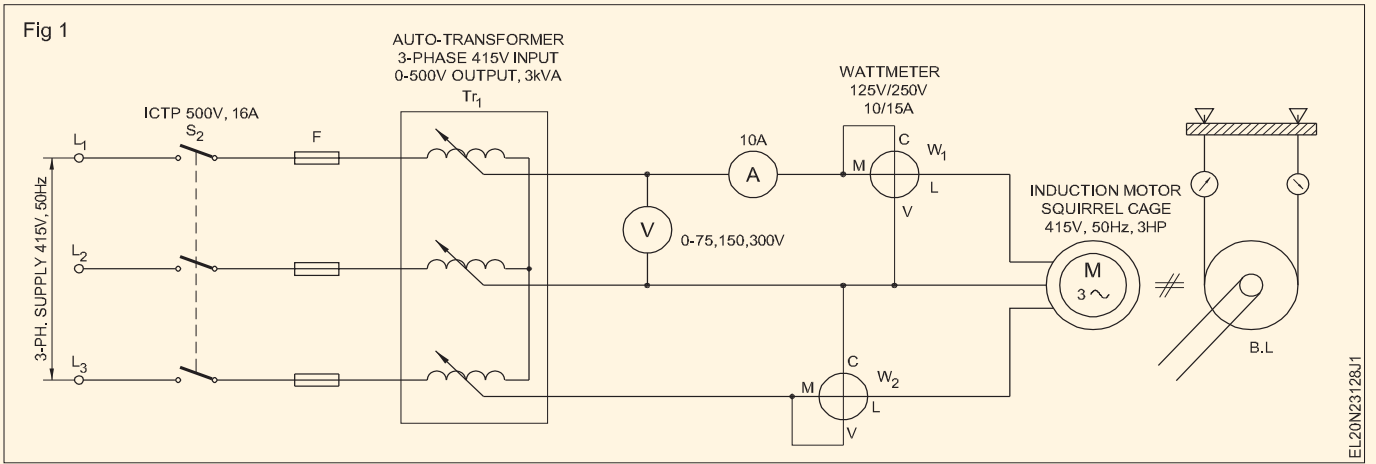 Fig 1
AUTO-TRANSFORMER
3-PHASE 415V INPUT
0-500V OUTPUT, 3kVA
Tr1
ICTP 500V, 16A
S2
F
L1
L2
L3
3-PH. SUPPLY 415V, 50Hz
V
0-75,150,300V
10A
A
WATTMETER
125V/250V
10/15A
C
W1
M
L
V
C
W2
M
L
V
INDUCTION MOTOR
SQUIRREL CAGE
415V, 50Hz, 3HP
M
3 ~
B.L
EL20N23128J1